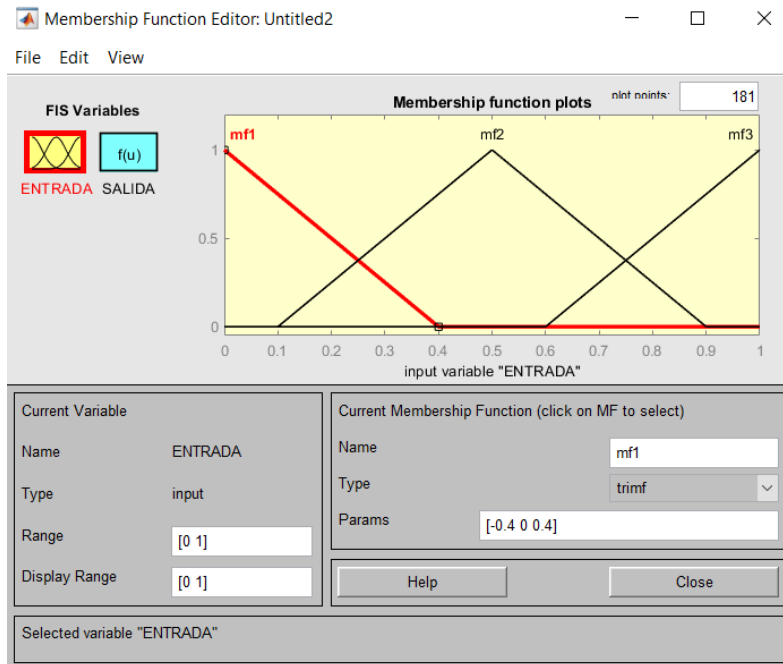 Membership Function Editor: Untitled2
File Edit View
FIS Variables
f(u)
ENTRADA SALIDA
Membership function plots
plot points: 181
mf1 mf2 mf3
1
0.5
0
0 0.1 0.2 0.3 0.4 0.5 0.6 0.7 0.8 0.9 1
input variable "ENTRADA"
Current Variable
Name ENTRADA
Type input
Range [0 1]
Display Range [0 1]
Current Membership Function (click on MF to select)
Name mf1
Type trimf
Params [-0.4 0 0.4]
Help Close
Selected variable "ENTRADA"